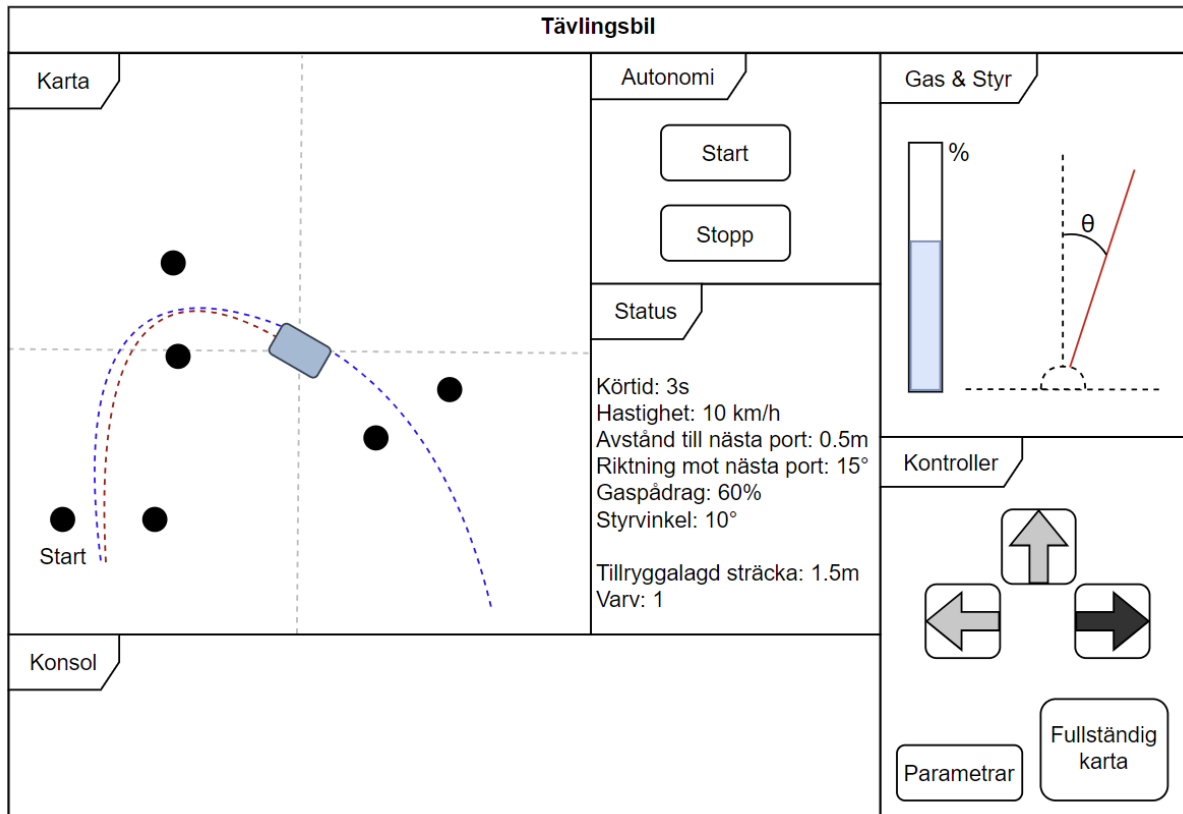 Tävlingsbil
Karta
Start
Autonomi
Start
Stopp
Status
Körtid: 3s
Hastighet: 10 km/h
Avstånd till nästa port: 0.5m
Riktning mot nästa port: 15°
Gaspådrag: 60%
Styrvinkel: 10°
Tillryggalagd sträcka: 1.5m
Varv: 1
Gas & Styr
%
θ
Kontroller
Parametrar
Fullständig
karta
Konsol